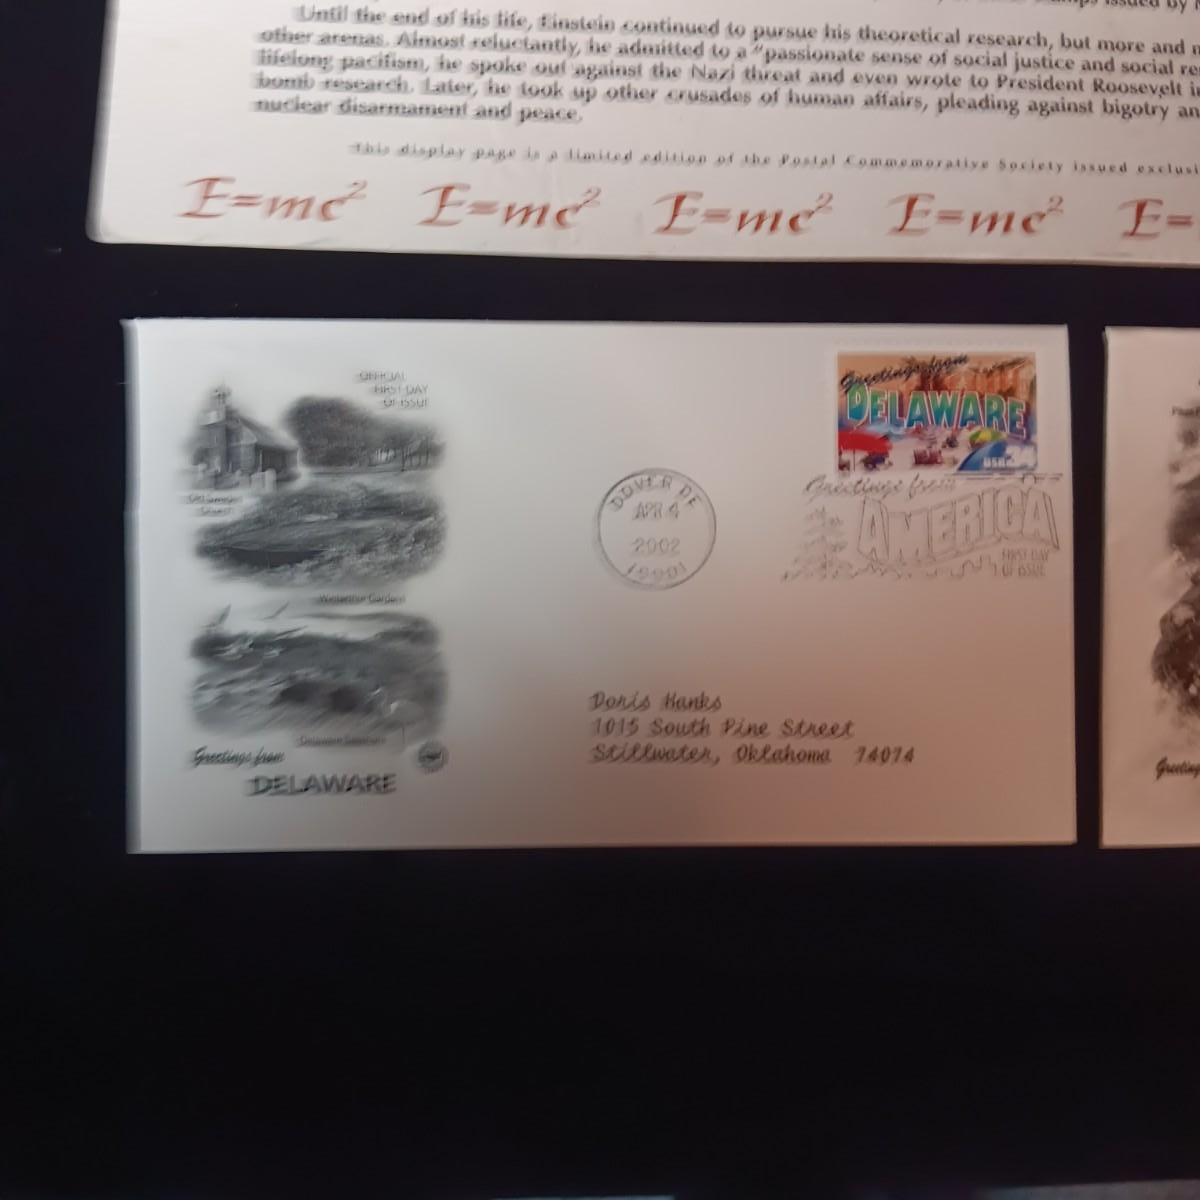 Until the end of his life, Einstein continued to pursue his theoretical research, but more and
other arenas. Almost reluctantly, he admitted to a "passionate sense of social justice and social
lifelong pacifism, he spoke out against the Nazi threat and even wrote to President Roosevelt
bomb research. Later, he took up other crusades of human affairs, pleading against bigotry
nuclear disarmament and peace.
This display page is a limited edition of the Postal Commemorative Society issued
E=mc² E=mc² E=mc² E=mc² E=
OFFICIAL
FIRST DAY
OF ISSUE
Winterthur Gardens
Greetings from
DELAWARE
Greetings from
DELAWARE
USA 34
DOVER DE
APR 4
2002
19901
Greetings from
AMERICA
FIRST DAY
OF ISSUE
Doris Hanks
1015 South Pine Street
Stillwater, Oklahoma 74074